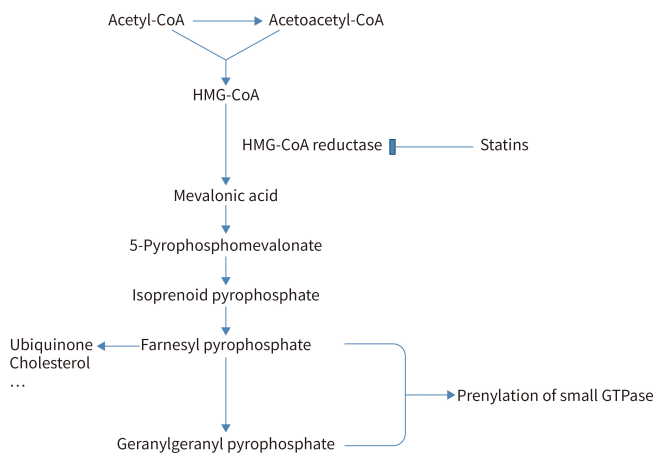 Acetyl-CoA
Acetoacetyl-CoA
HMG-CoA
HMG-CoA reductase
Statins
Mevalonic acid
5-Pyrophosphomevalonate
Isoprenoid pyrophosphate
Ubiquinone
Cholesterol
…
Farnesyl pyrophosphate
Prenylation of small GTPase
Geranylgeranyl pyrophosphate